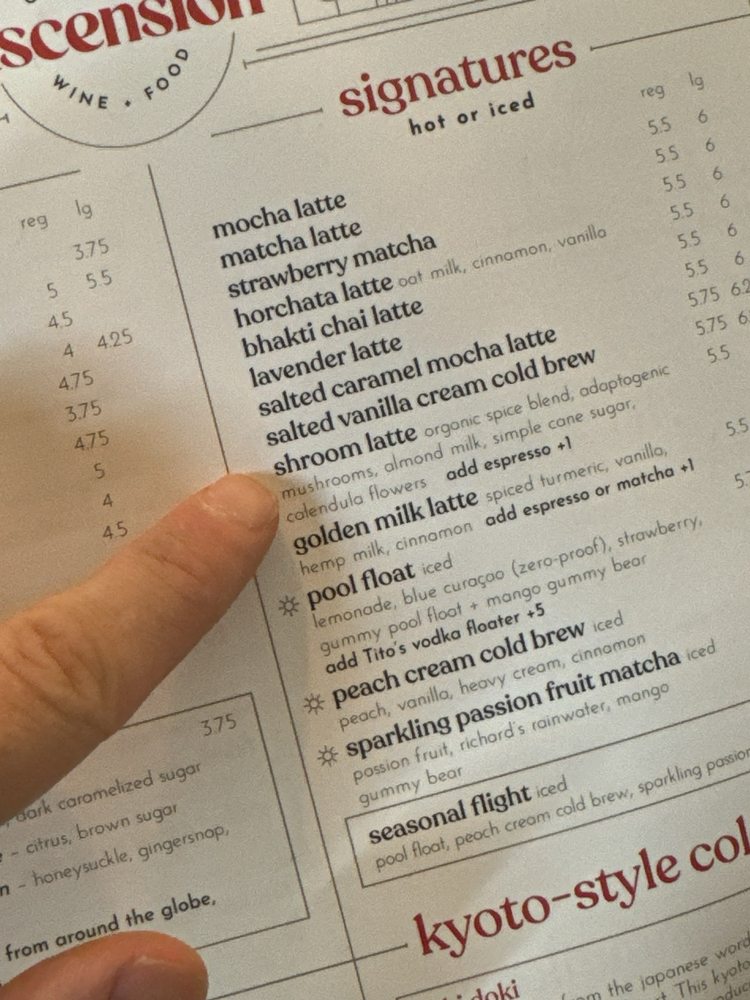 scension
WINE + FOOD
reg lg
3.75
5 5.5
4.5
4 4.25
4.75
3.75
4.75
5
4
4.5
3.75
dark caramelized sugar
– citrus, brown sugar
– honeysuckle, gingersnap,
from around the globe,
signatures
hot or iced
reg lg
mocha latte 5.5 6
matcha latte 5.5 6
strawberry matcha 5.5 6
horchata latte oat milk, cinnamon, vanilla 5.5 6
bhakti chai latte 5.5 6
lavender latte 5.5 6
salted caramel mocha latte 5.75
salted vanilla cream cold brew 5.75
shroom latte organic spice blend, adaptogenic 5.5
mushrooms, almond milk, simple cane sugar,
calendula flowers add espresso +1
golden milk latte spiced turmeric, vanilla, 5.5
hemp milk, cinnamon add espresso or matcha +1
pool float iced
lemonade, blue curaçao (zero-proof), strawberry,
gummy pool float + mango gummy bear
add Tito's vodka floater +5
peach cream cold brew iced
peach, vanilla, heavy cream, cinnamon
sparkling passion fruit matcha iced
passion fruit, richard's rainwater, mango
gummy bear
seasonal flight iced
pool float, peach cream cold brew, sparkling passion
kyoto-style col
the japanese word
This kyoto